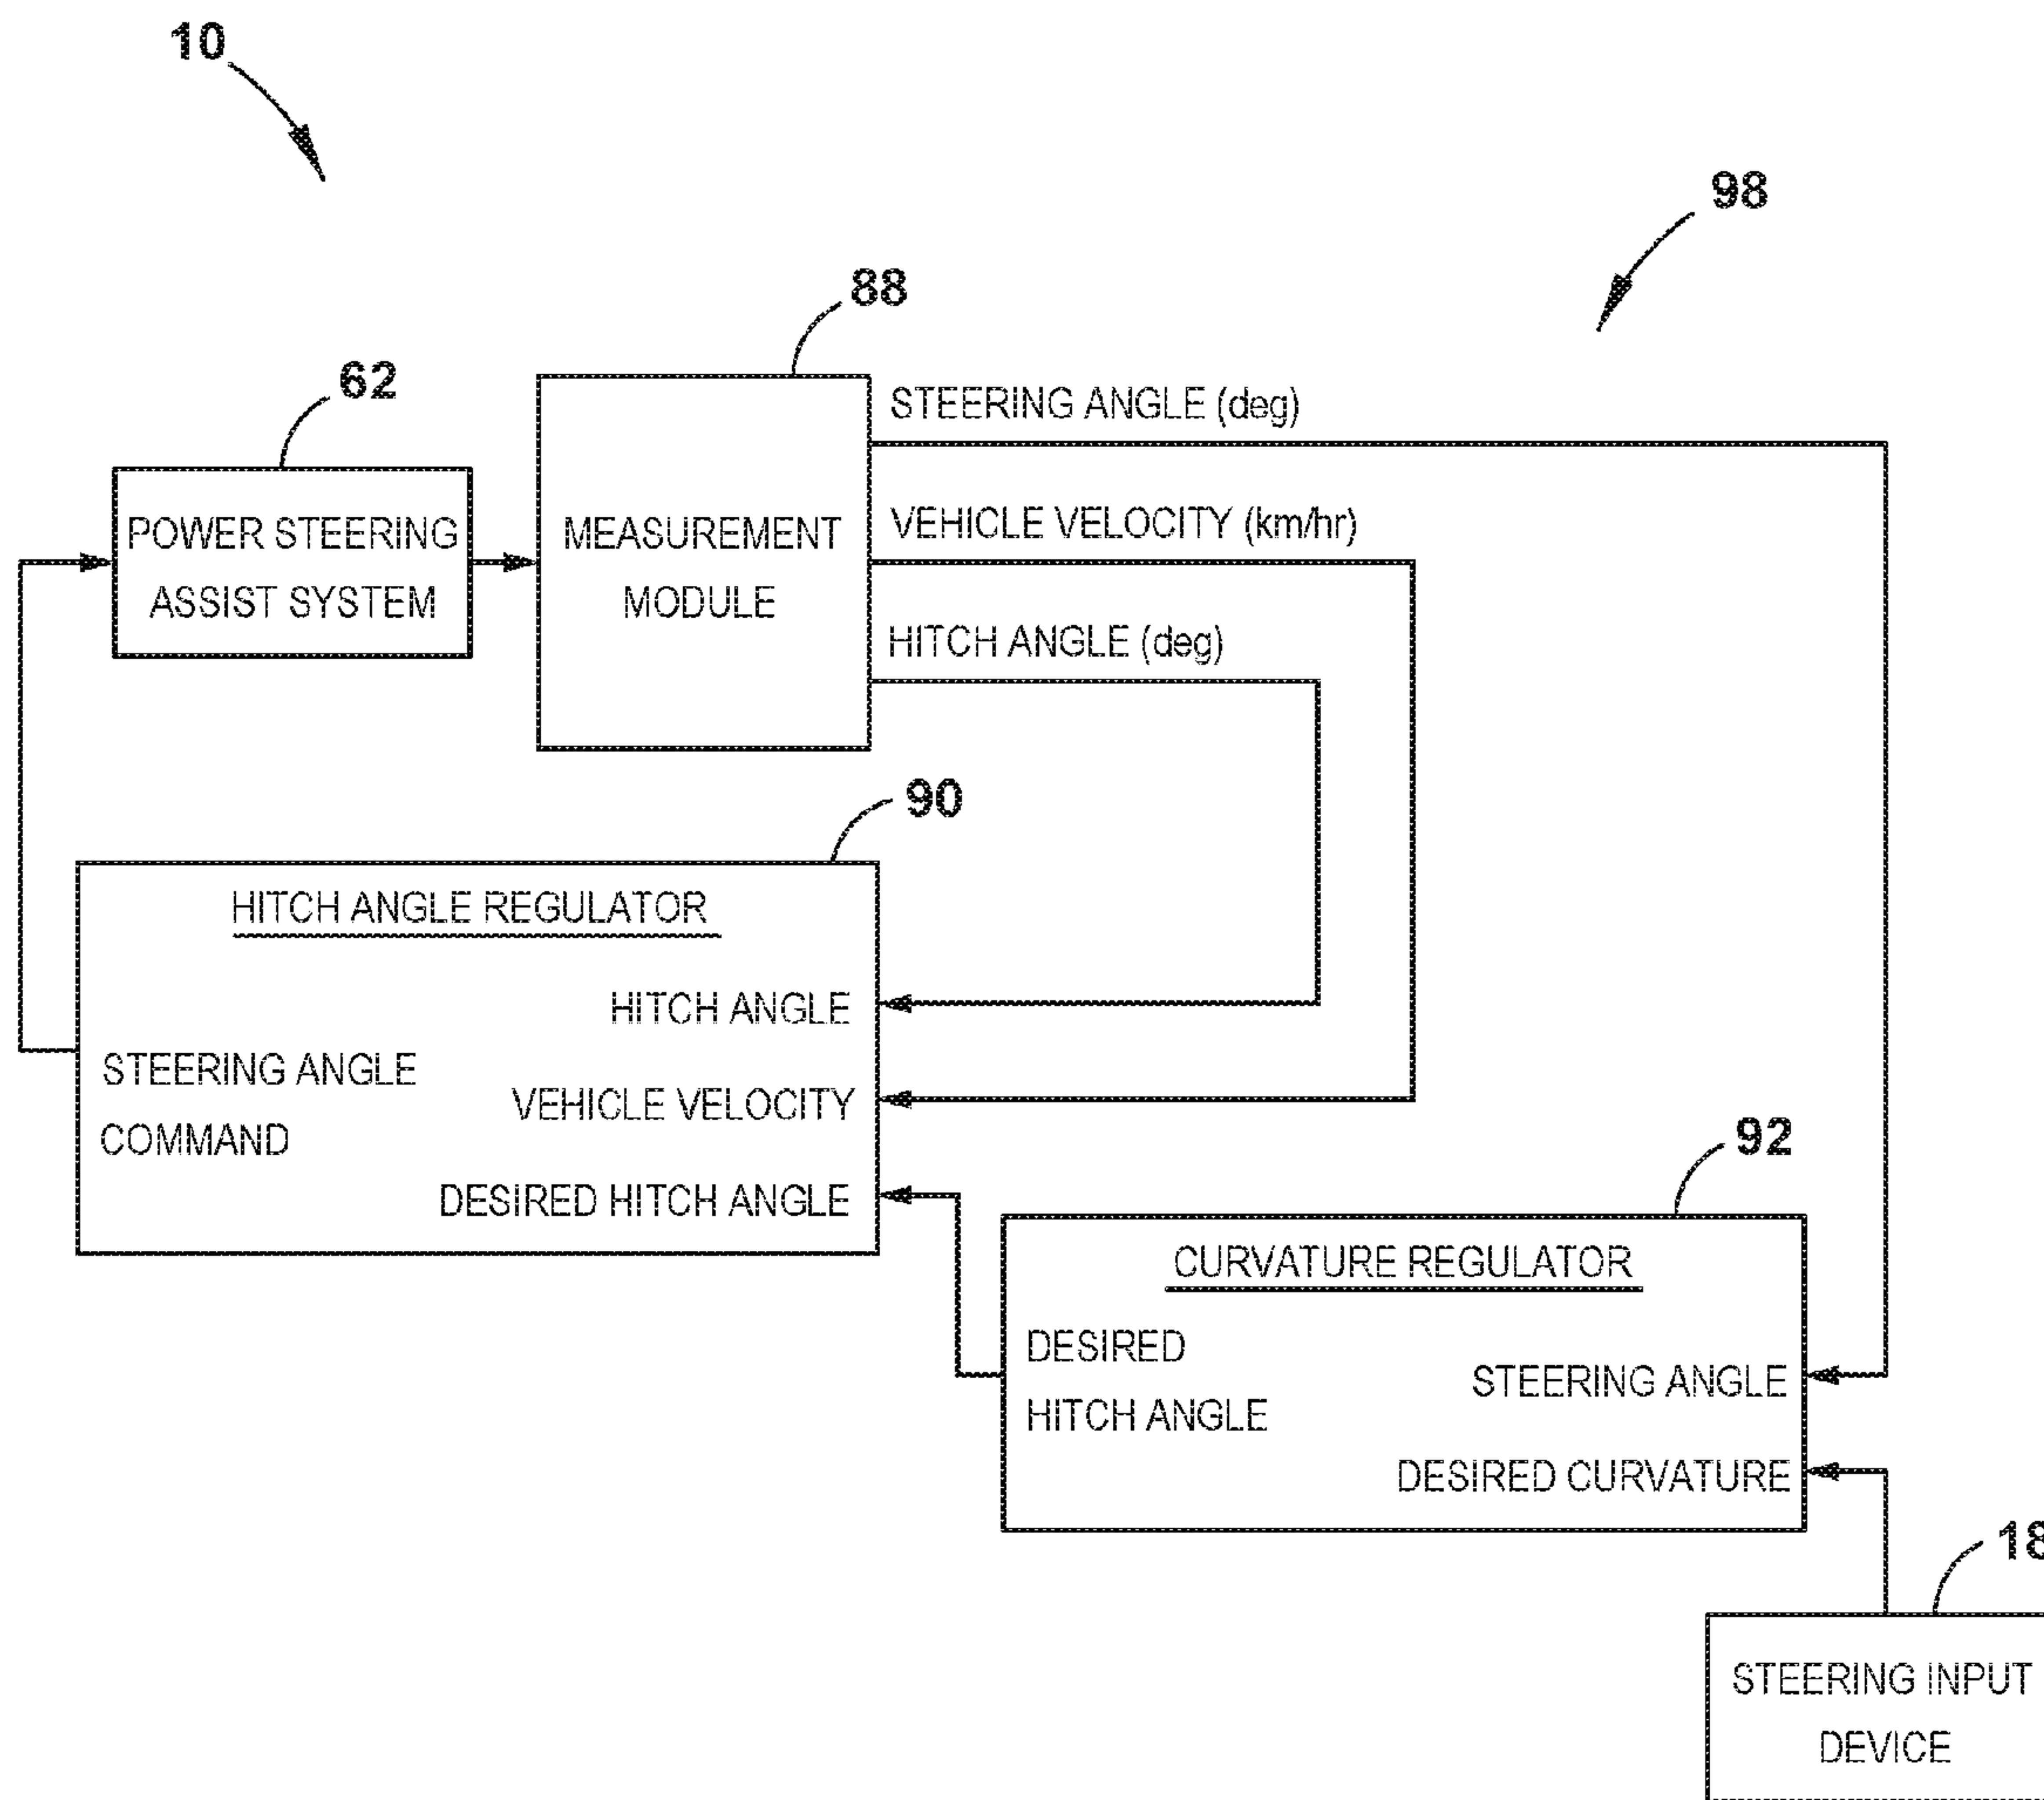 10
98
88
62
STEERING ANGLE (deg)
VEHICLE VELOCITY (km/hr)
HITCH ANGLE (deg)
POWER STEERING
ASSIST SYSTEM
MEASUREMENT
MODULE
90
HITCH ANGLE REGULATOR
HITCH ANGLE
STEERING ANGLE
COMMAND
VEHICLE VELOCITY
DESIRED HITCH ANGLE
92
CURVATURE REGULATOR
DESIRED
HITCH ANGLE
STEERING ANGLE
DESIRED CURVATURE
18
STEERING INPUT
DEVICE